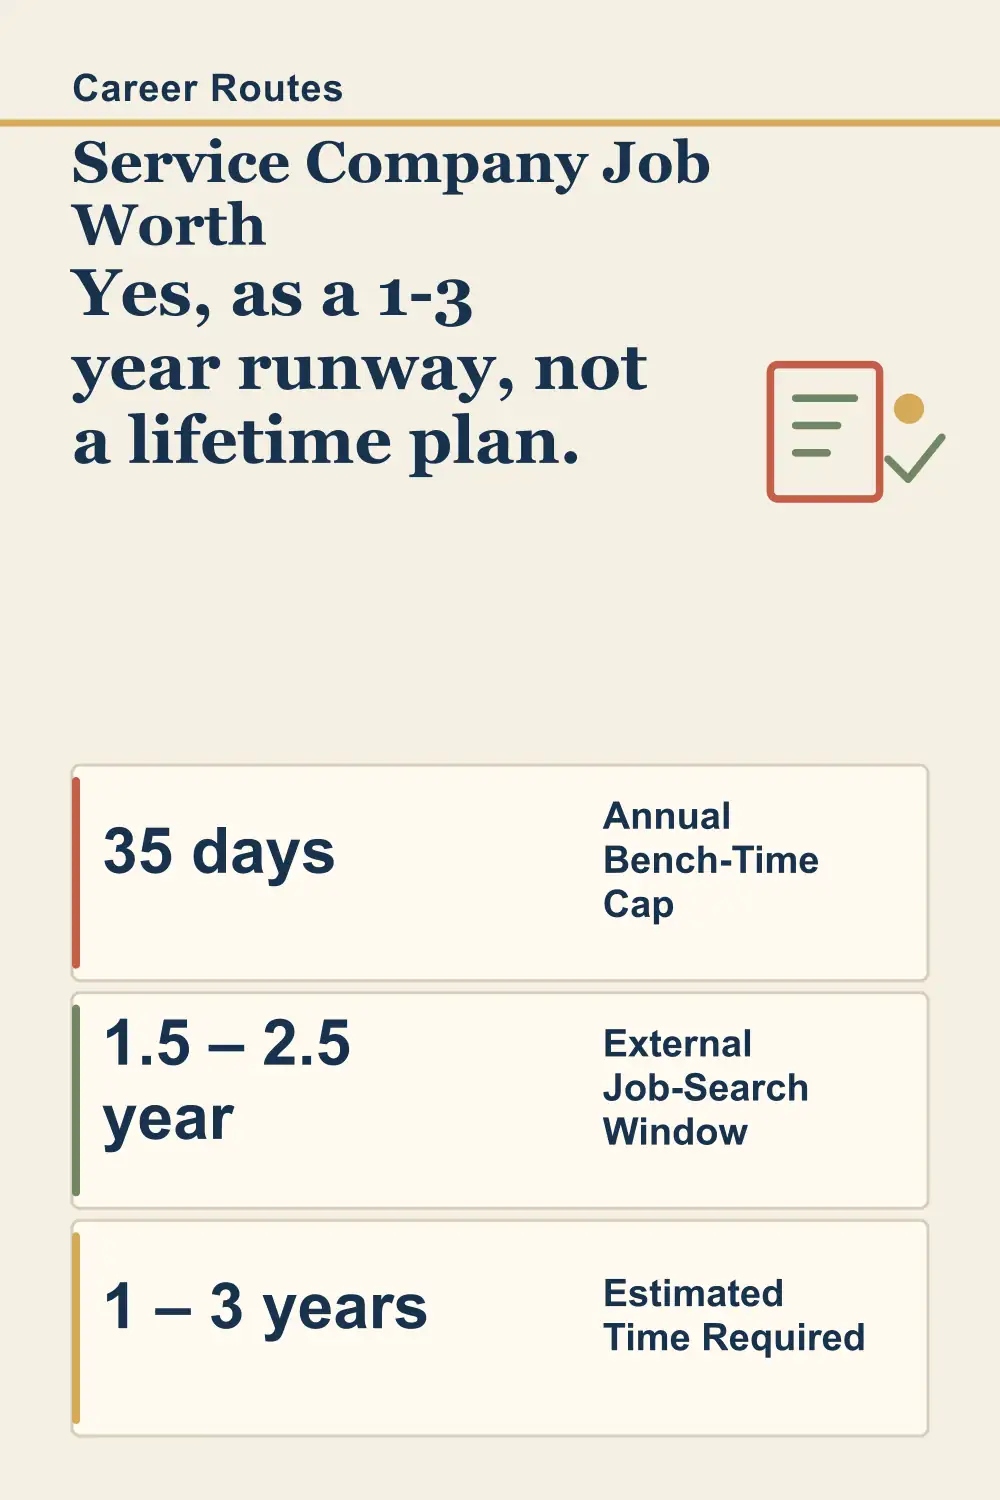 Career Routes
Service Company Job
Worth
Yes, as a 1-3
year runway, not
a lifetime plan.
35 days
Annual
Bench-Time
Cap
1.5 – 2.5
year
External
Job-Search
Window
1 – 3 years
Estimated
Time Required